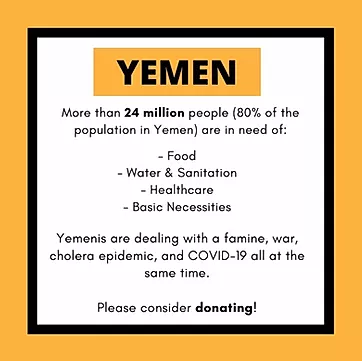 YEMEN
More than 24 million people (80% of the
population in Yemen) are in need of:
- Food
- Water & Sanitation
- Healthcare
- Basic Necessities
Yemenis are dealing with a famine, war,
cholera epidemic, and COVID-19 all at the
same time.
Please consider donating!